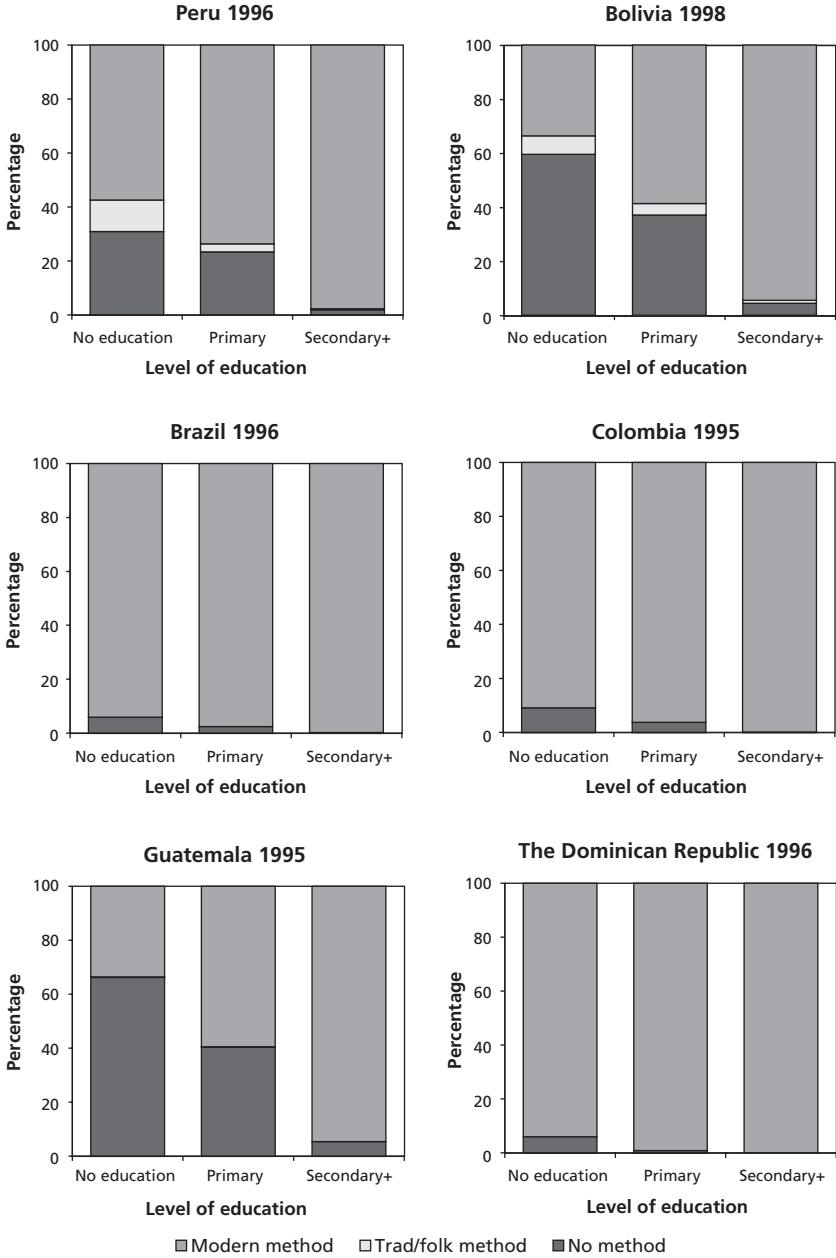 Peru 1996
100
80
60
40
20
0
Percentage
No education Primary Secondary+
Level of education
Bolivia 1998
100
80
60
40
20
0
Percentage
No education Primary Secondary+
Level of education
Brazil 1996
100
80
60
40
20
0
Percentage
No education Primary Secondary+
Level of education
Colombia 1995
100
80
60
40
20
0
Percentage
No education Primary Secondary+
Level of education
Guatemala 1995
100
80
60
40
20
0
Percentage
No education Primary Secondary+
Level of education
The Dominican Republic 1996
100
80
60
40
20
0
Percentage
No education Primary Secondary+
Level of education
Modern method Trad/folk method No method